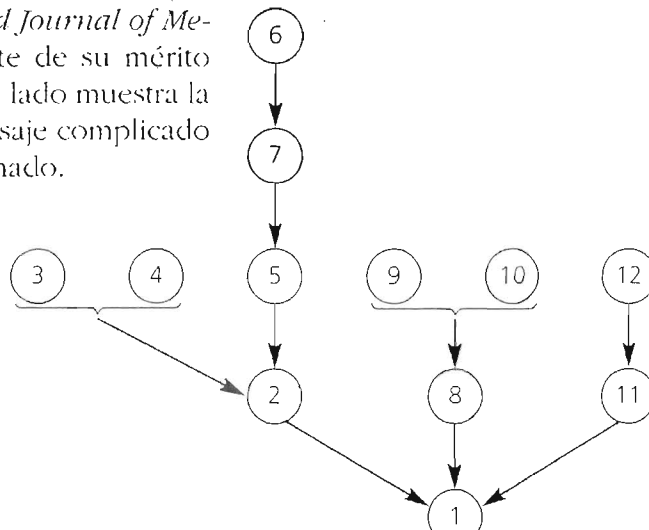 d Journal of Me-
te de su mérito
lado muestra la
saje complicado
nado.
6
7
3 4 5 9 10 12
2 8 11
1